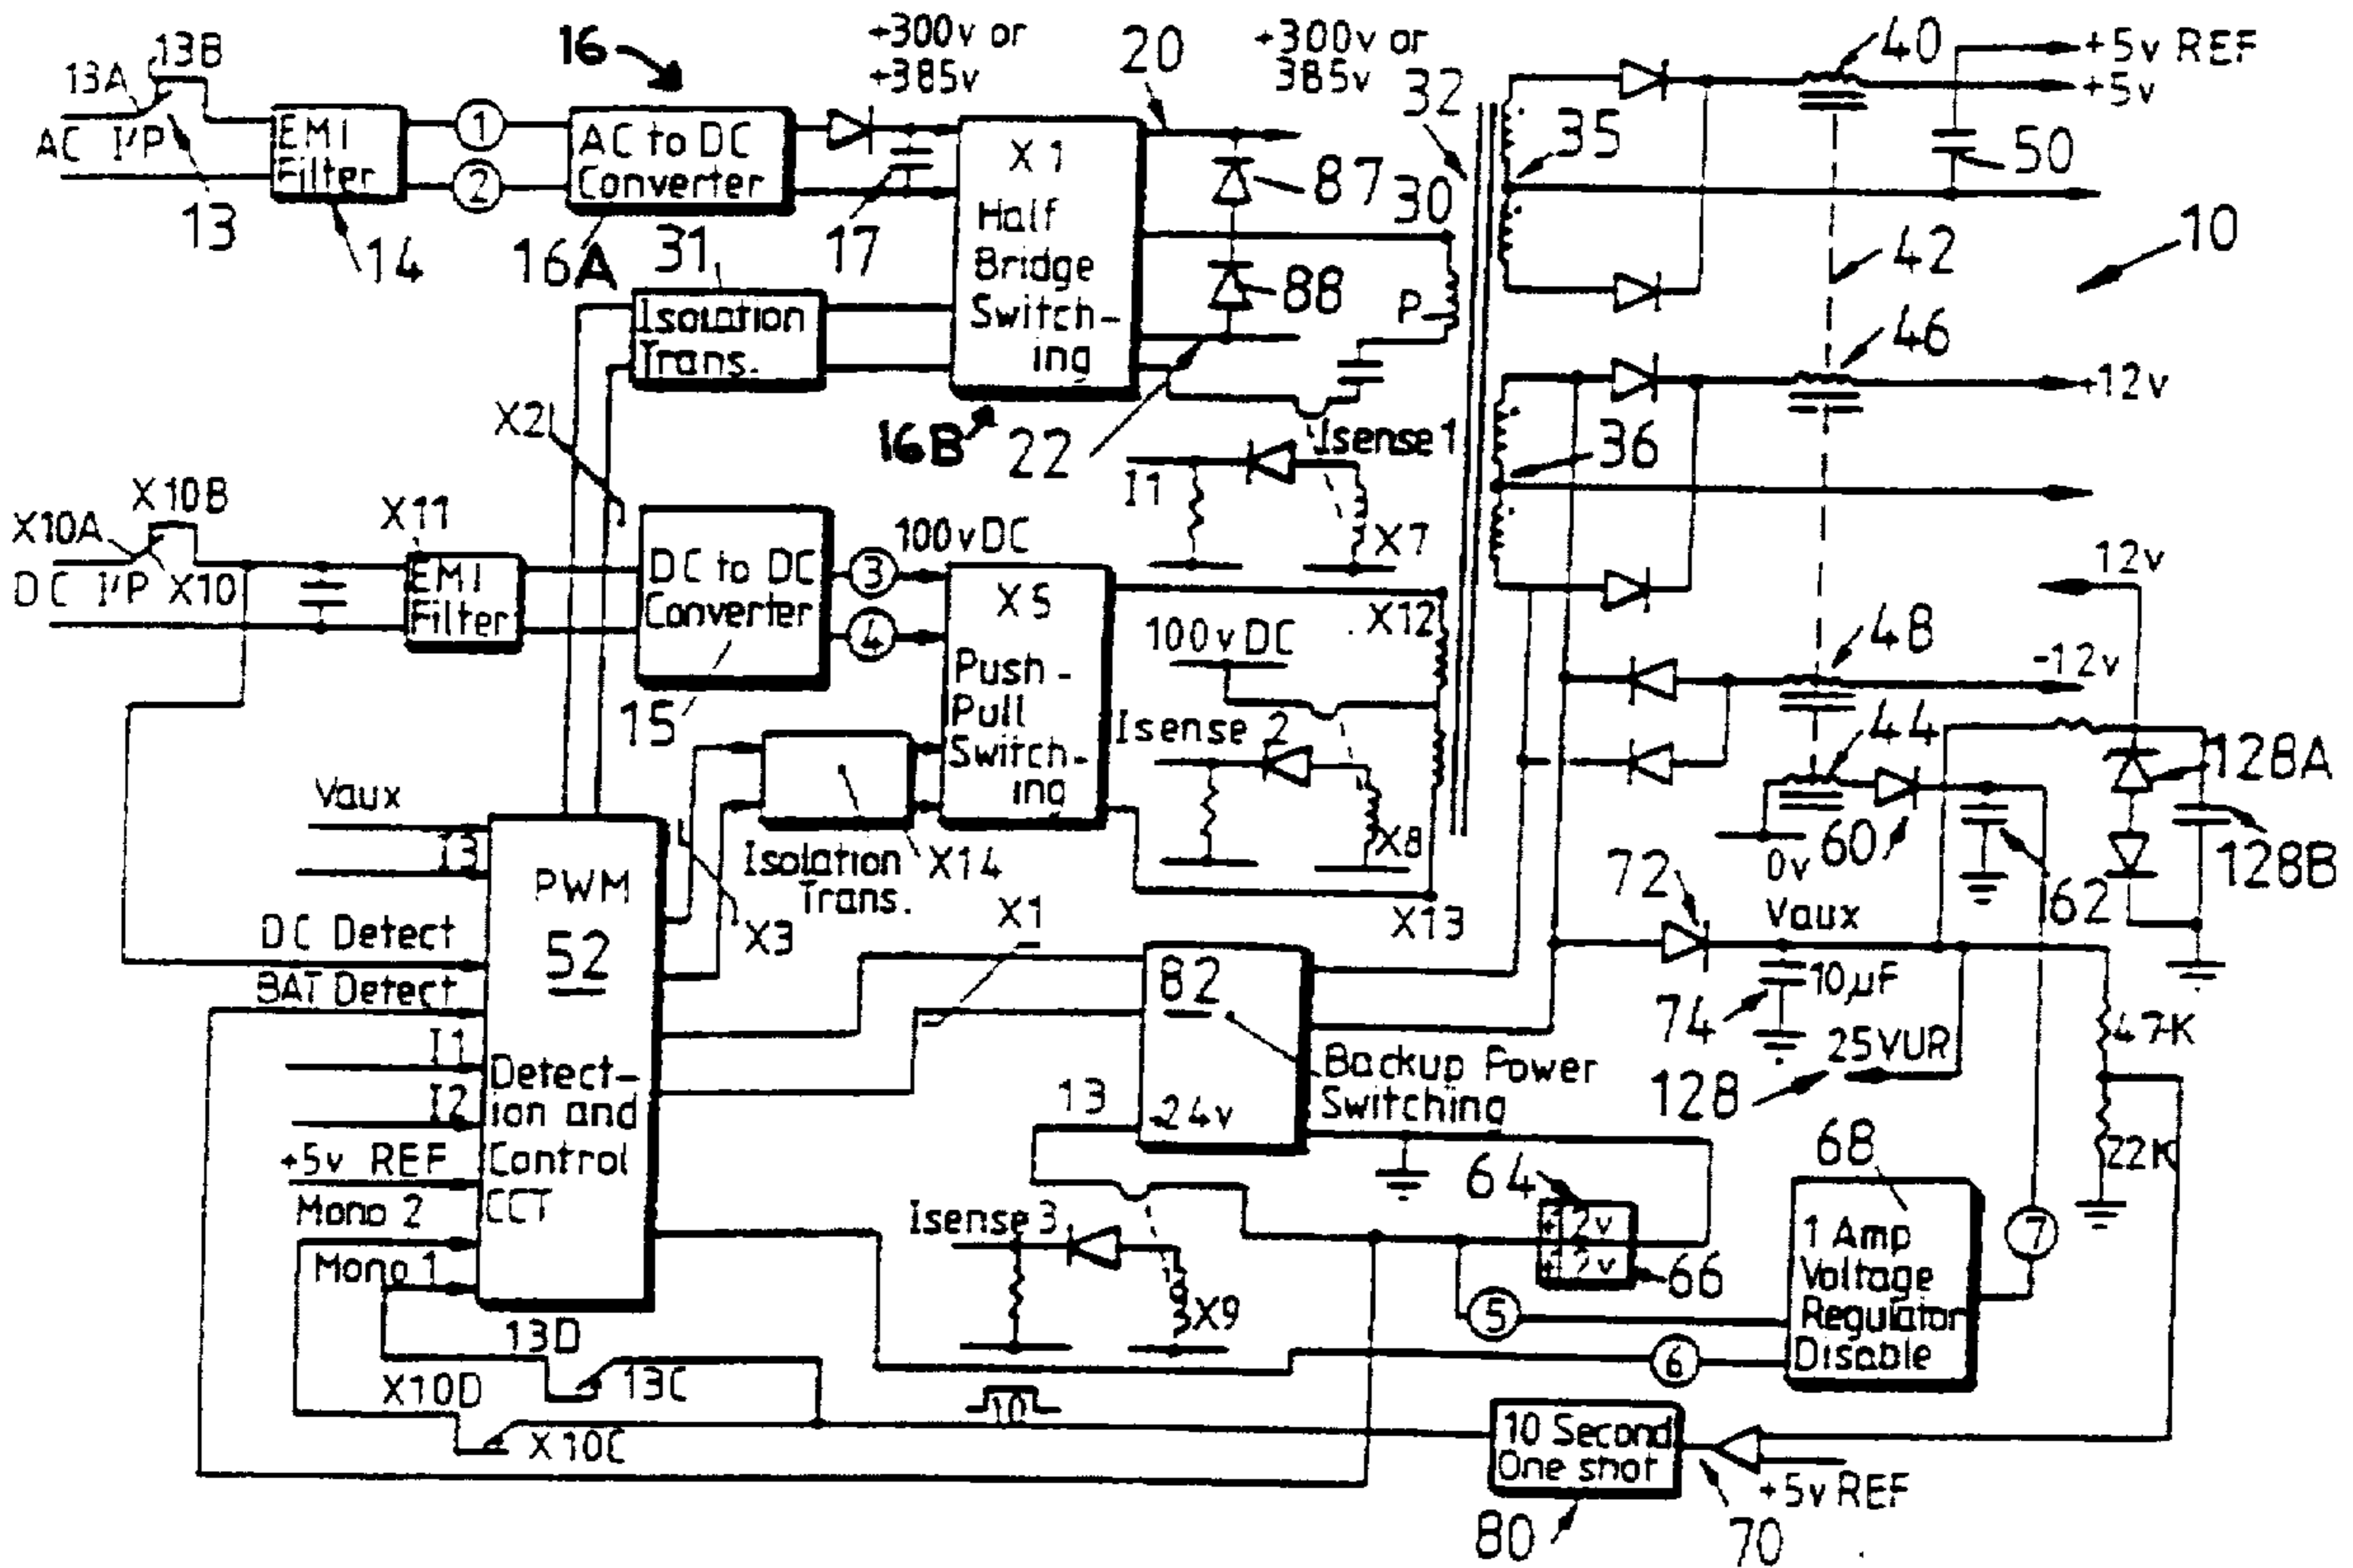 13A
13B
AC I/P
13
EMI
Filter
14
1
2
16
AC to DC
Converter
16A
+300v or
+385v
17
X1
Half
Bridge
Switch-
ing
16B
20
+300v or
385v
87
88
22
30
32
P
35
40
+5v REF
+5v
50
42
10
46
+12v
36
31
Isolation
Trans.
Isense 1
I1
X7
X10A
X10B
DC I/P
X10
X11
EMI
Filter
DC to DC
Converter
15
3
4
100vDC
X5
Push-
Pull
Switch-
ing
X12
100vDC
Isense 2
X8
X13
12v
48
-12v
44
0v
60
62
128A
128B
Isolation
Trans.
X14
X3
Vaux
I3
DC Detect
BAT Detect
I1
I2
+5v REF
Mono 2
Mono 1
PWM
52
Detect-
ion and
Control
CCT
X1
82
Backup Power
Switching
13
-24v
72
Vaux
74
10µF
128
25VUR
47K
22K
64
66
68
1 Amp
Voltage
Regulator
Disable
5
6
7
Isense 3
X9
13D
13C
X10D
X10C
10
10 Second
One shot
80
70
+5v REF